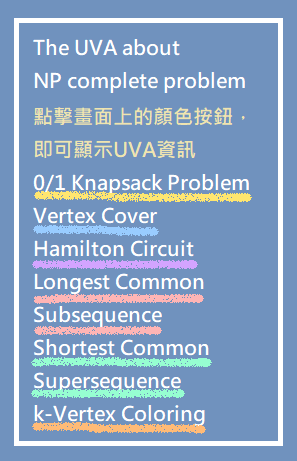 The UVA about
NP complete problem
點擊畫面上的顏色按鈕，
即可顯示UVA資訊
0/1 Knapsack Problem
Vertex Cover
Hamilton Circuit
Longest Common
Subsequence
Shortest Common
Supersequence
k-Vertex Coloring